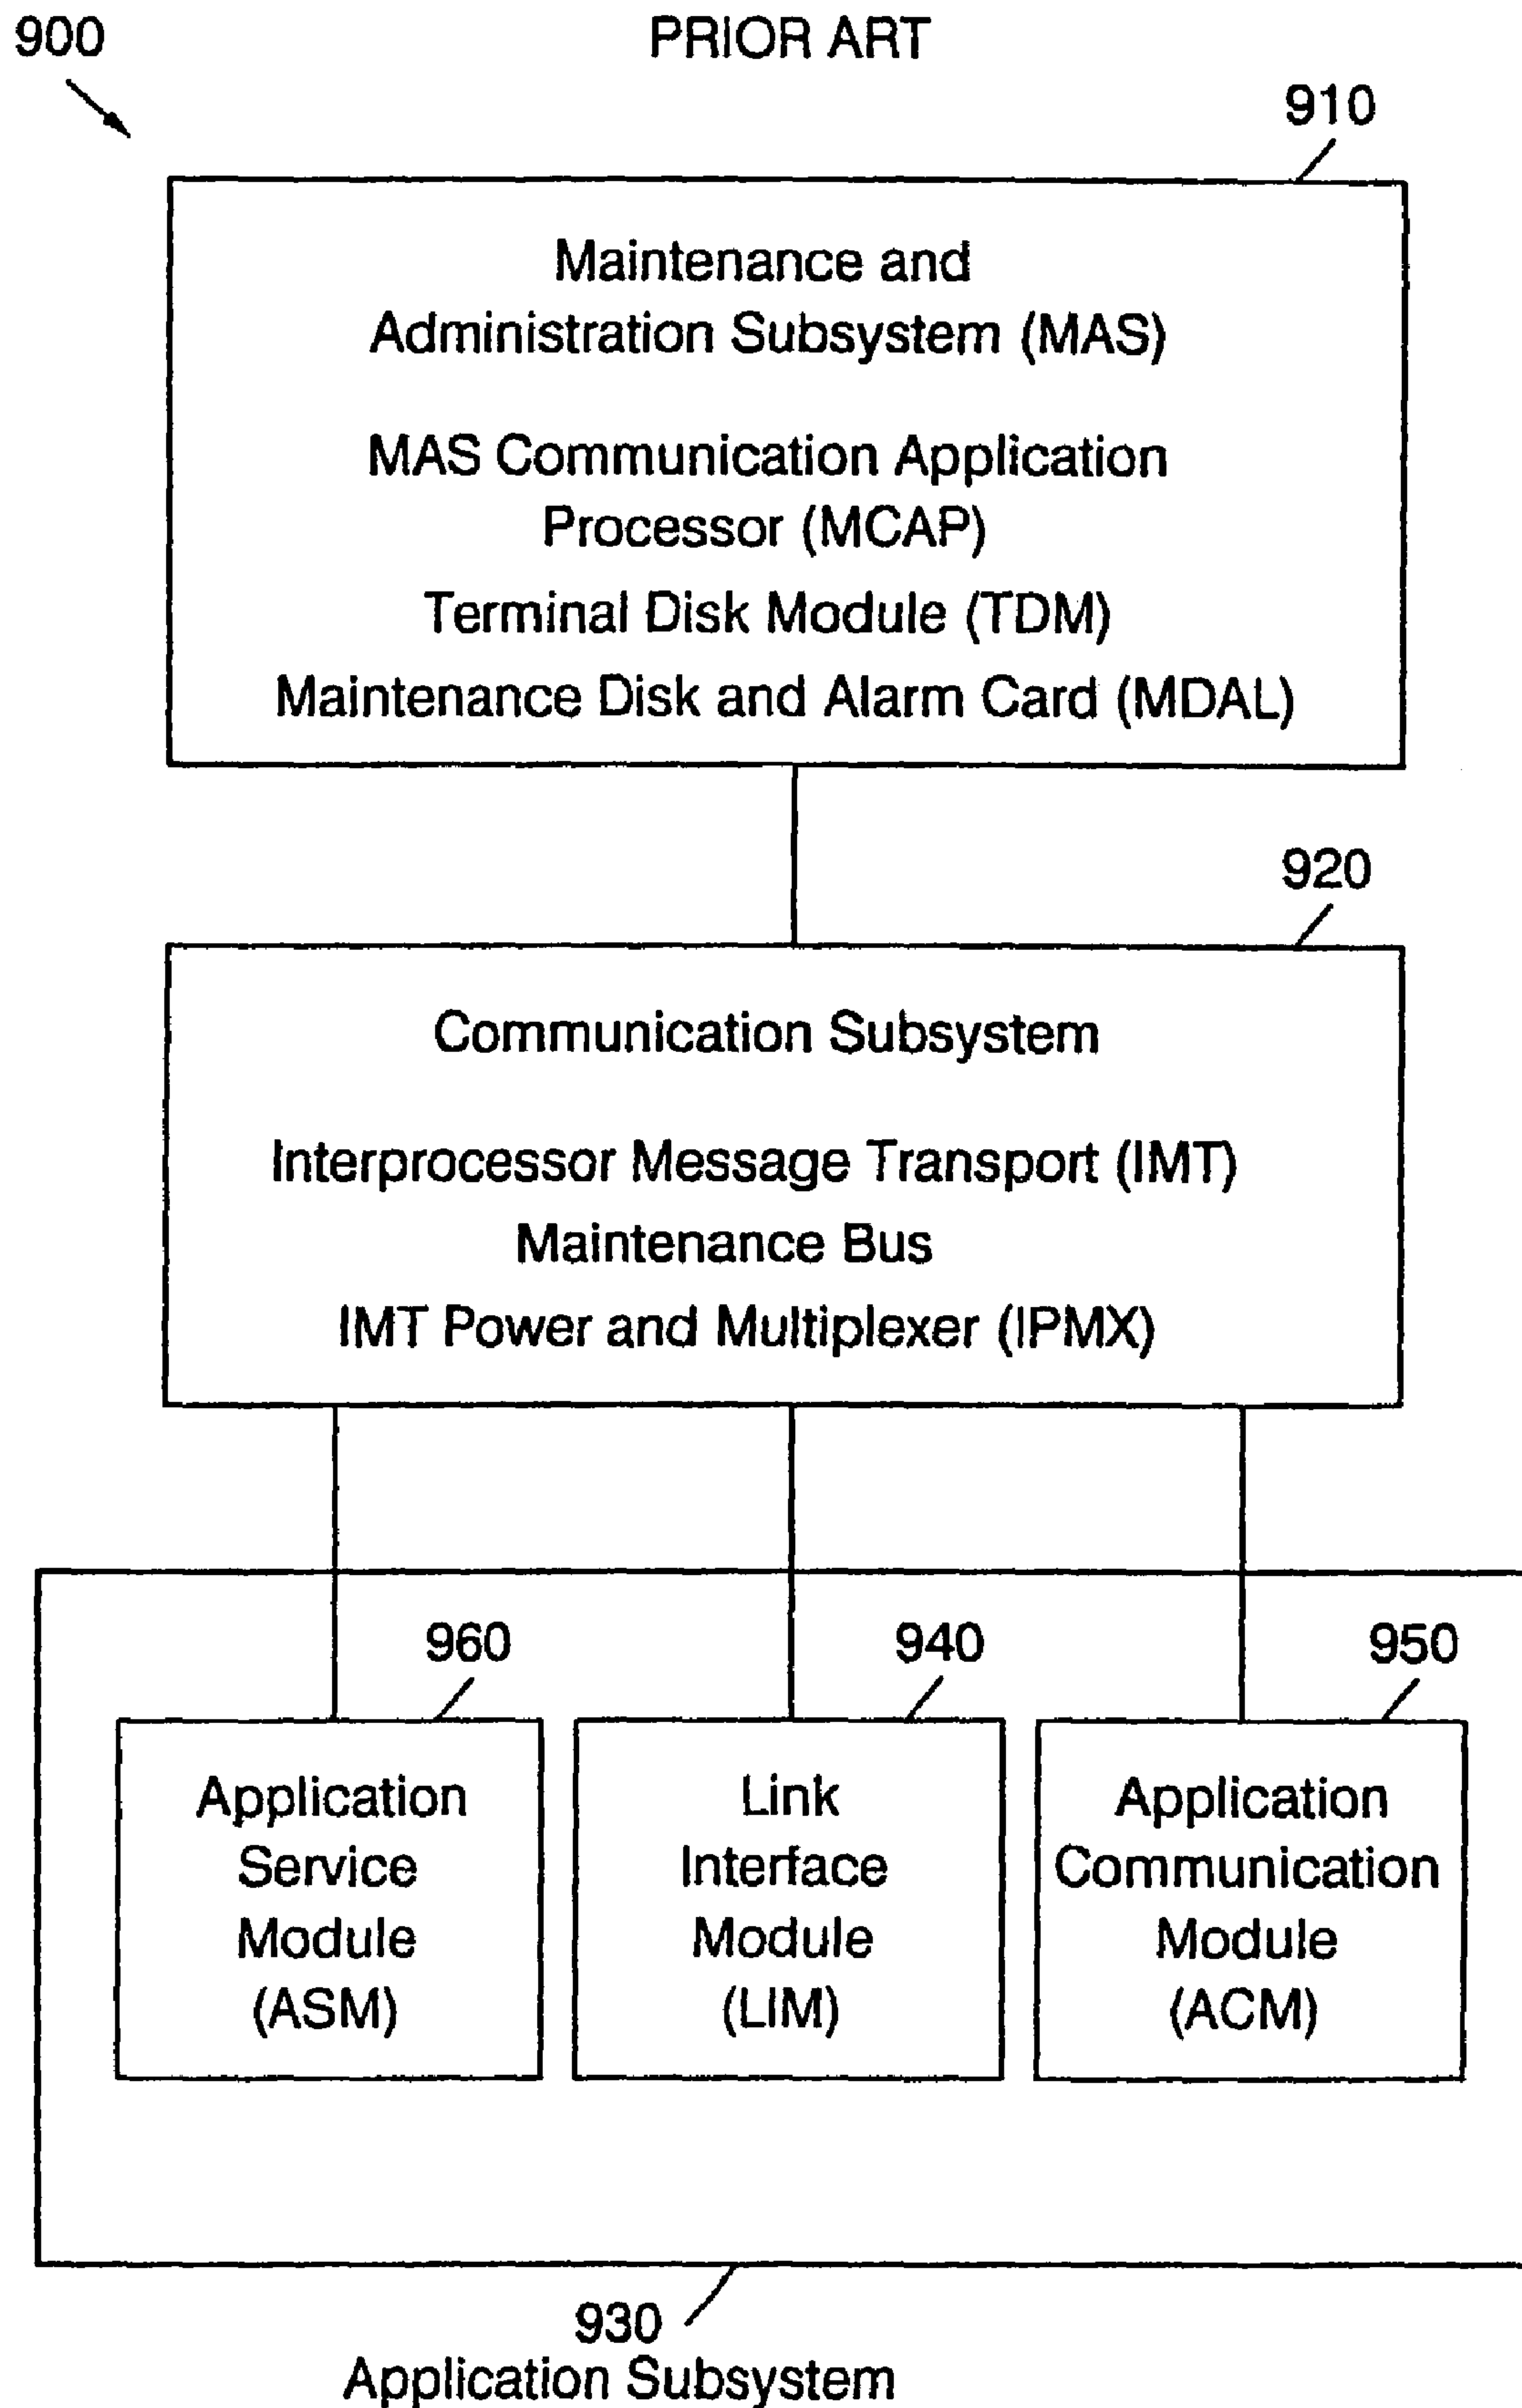 900
PRIOR ART
910
Maintenance and
Administration Subsystem (MAS)
MAS Communication Application
Processor (MCAP)
Terminal Disk Module (TDM)
Maintenance Disk and Alarm Card (MDAL)
920
Communication Subsystem
Interprocessor Message Transport (IMT)
Maintenance Bus
IMT Power and Multiplexer (IPMX)
960
Application
Service
Module
(ASM)
940
Link
Interface
Module
(LIM)
950
Application
Communication
Module
(ACM)
930
Application Subsystem